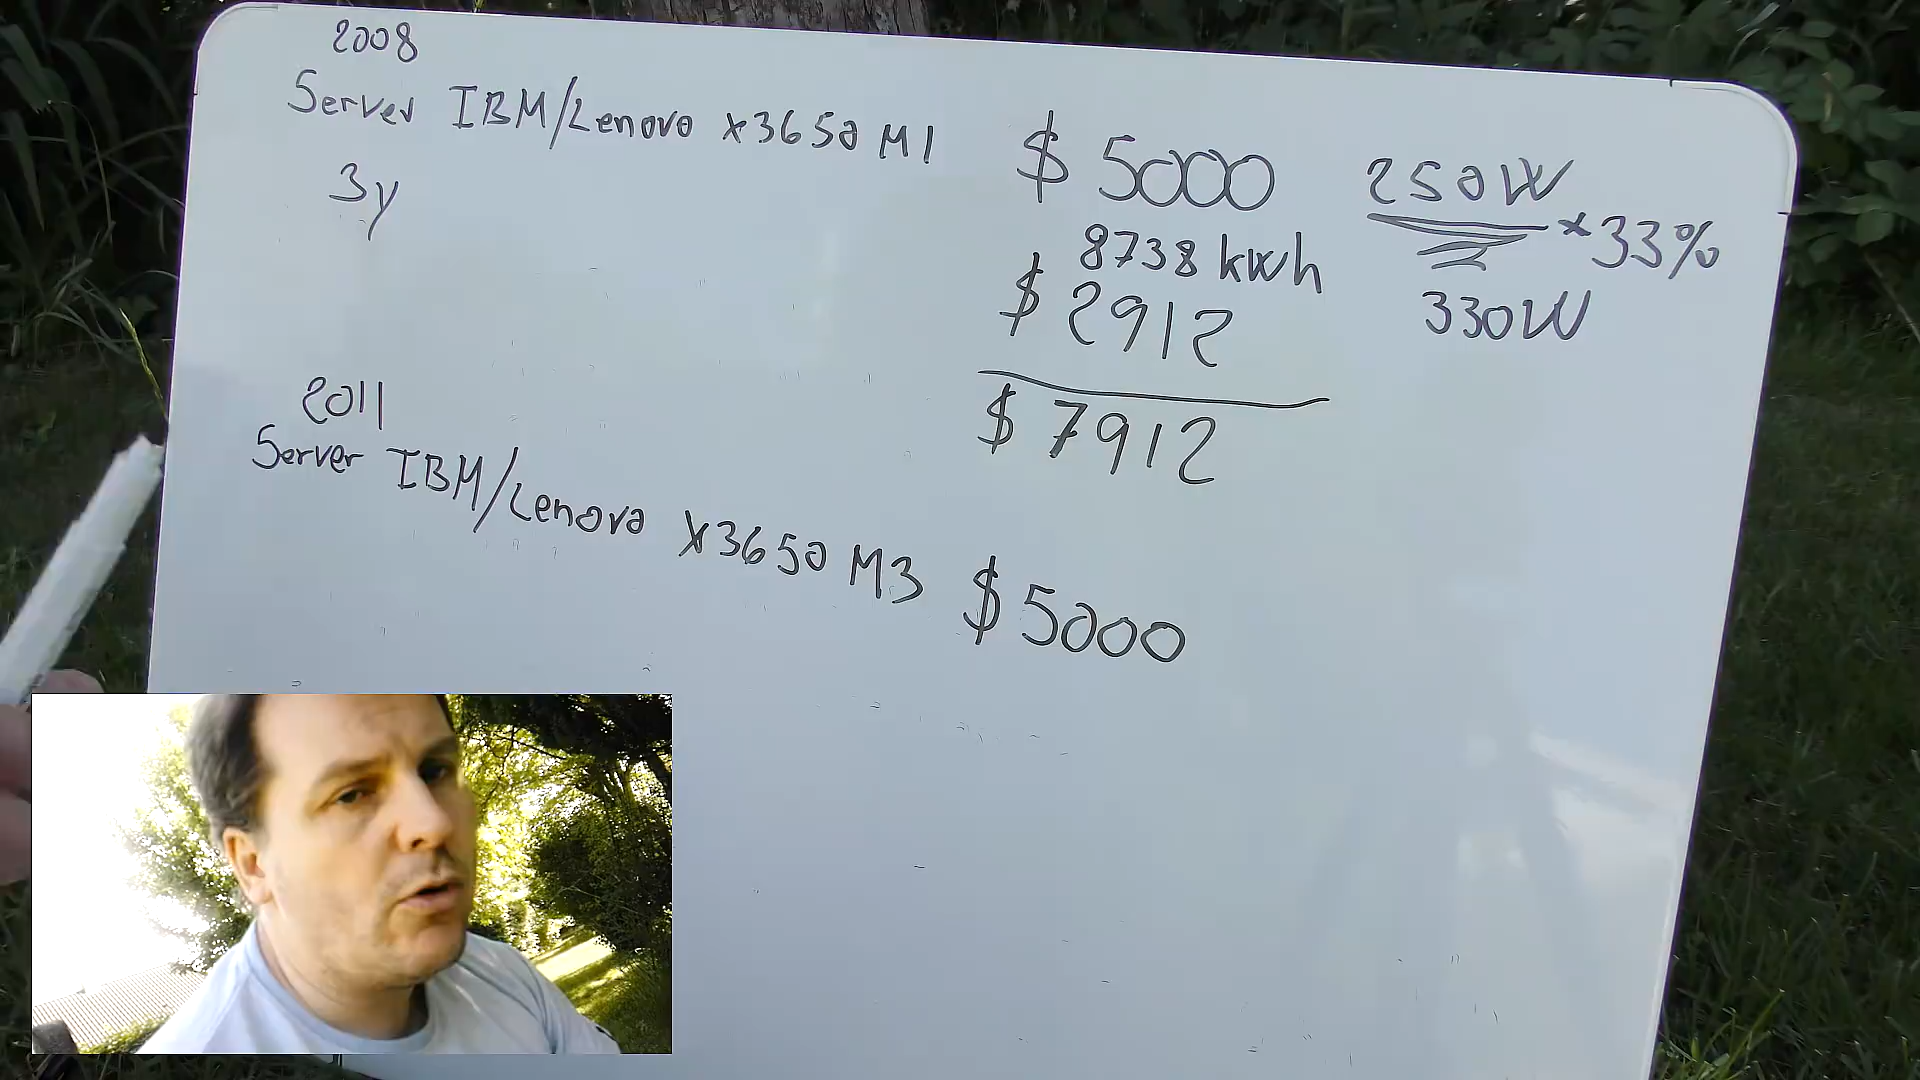 2008
Server IBM/Lenovo x3650 M1
3y
$ 5000
250W
* 33%
8738 kwh
330W
$ 2912
$ 7912
2011
Server IBM/Lenovo x3650 M3 $5000